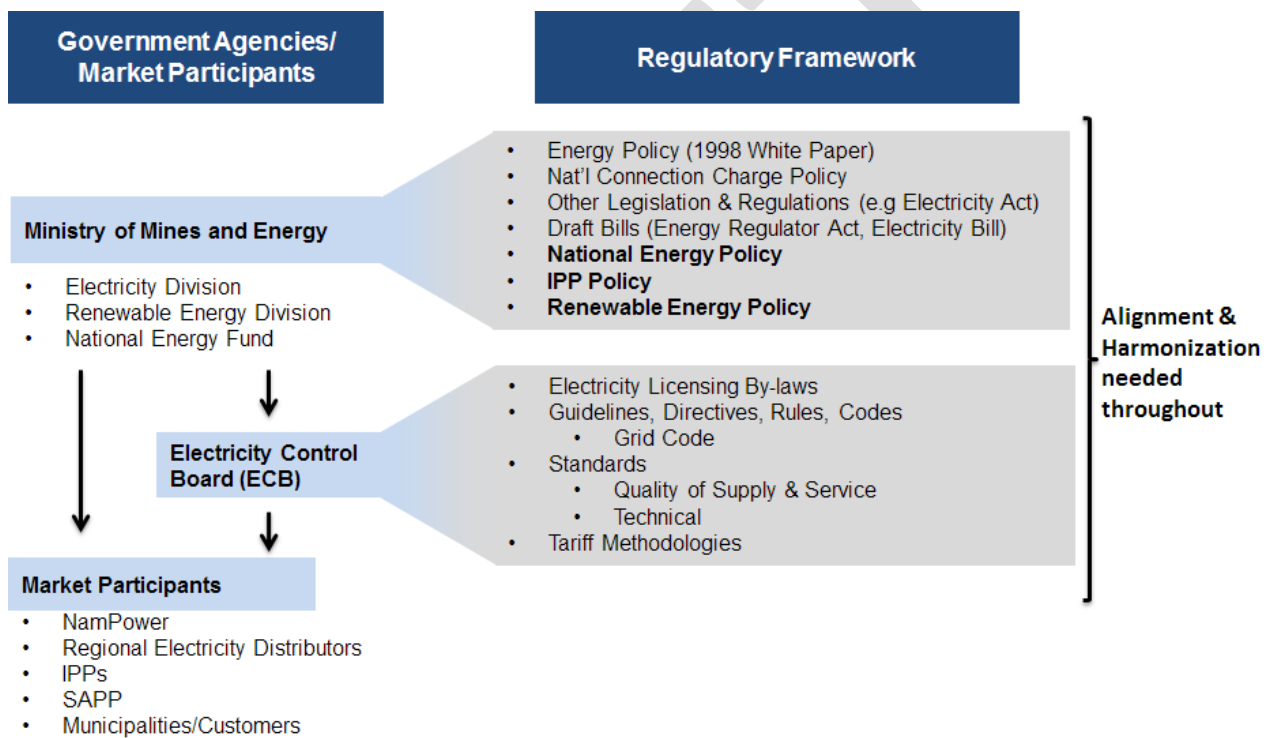 Government Agencies/
Market Participants
Regulatory Framework
Ministry of Mines and Energy
• Electricity Division
• Renewable Energy Division
• National Energy Fund
• Energy Policy (1998 White Paper)
• Nat'l Connection Charge Policy
• Other Legislation & Regulations (e.g Electricity Act)
• Draft Bills (Energy Regulator Act, Electricity Bill)
• National Energy Policy
• IPP Policy
• Renewable Energy Policy
Electricity Control
Board (ECB)
• Electricity Licensing By-laws
• Guidelines, Directives, Rules, Codes
• Grid Code
• Standards
• Quality of Supply & Service
• Technical
• Tariff Methodologies
Alignment &
Harmonization
needed
throughout
Market Participants
• NamPower
• Regional Electricity Distributors
• IPPs
• SAPP
• Municipalities/Customers